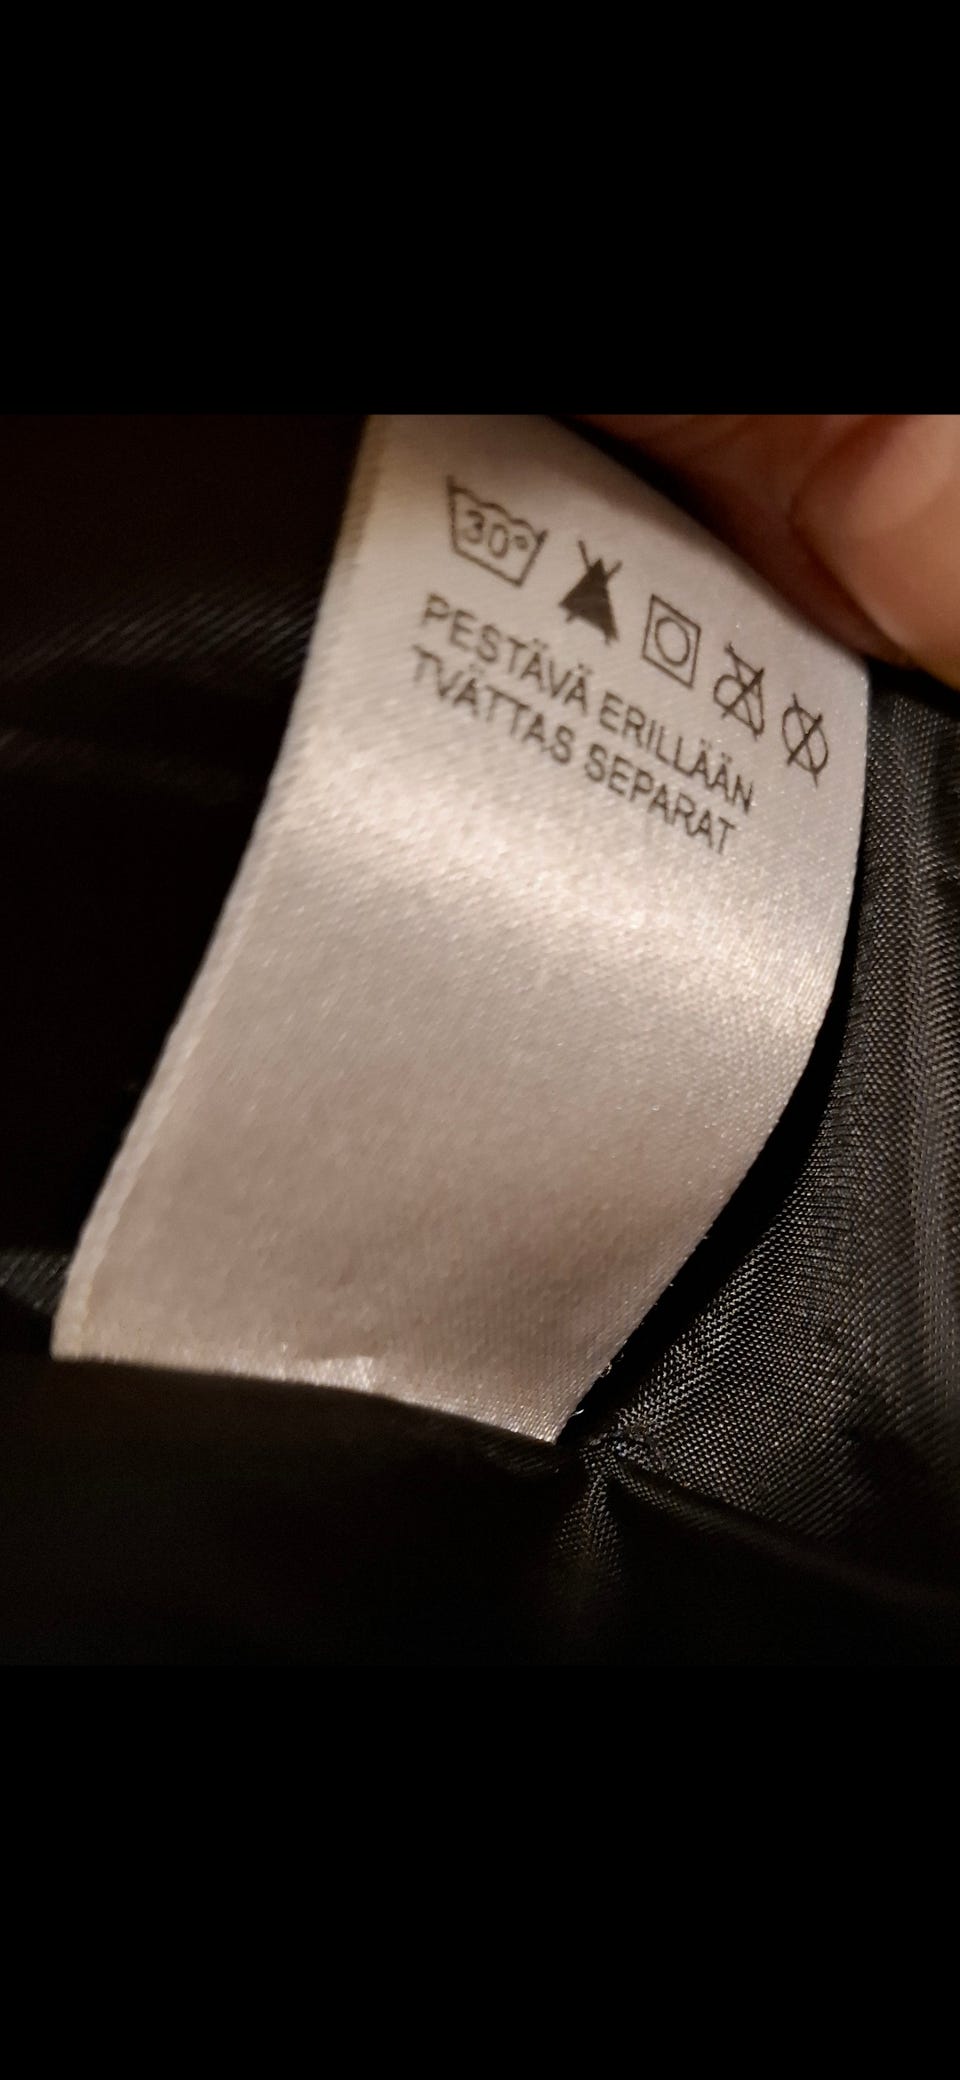 30°
PESTÄVÄ ERILLÄÄN
TVÄTTAS SEPARAT